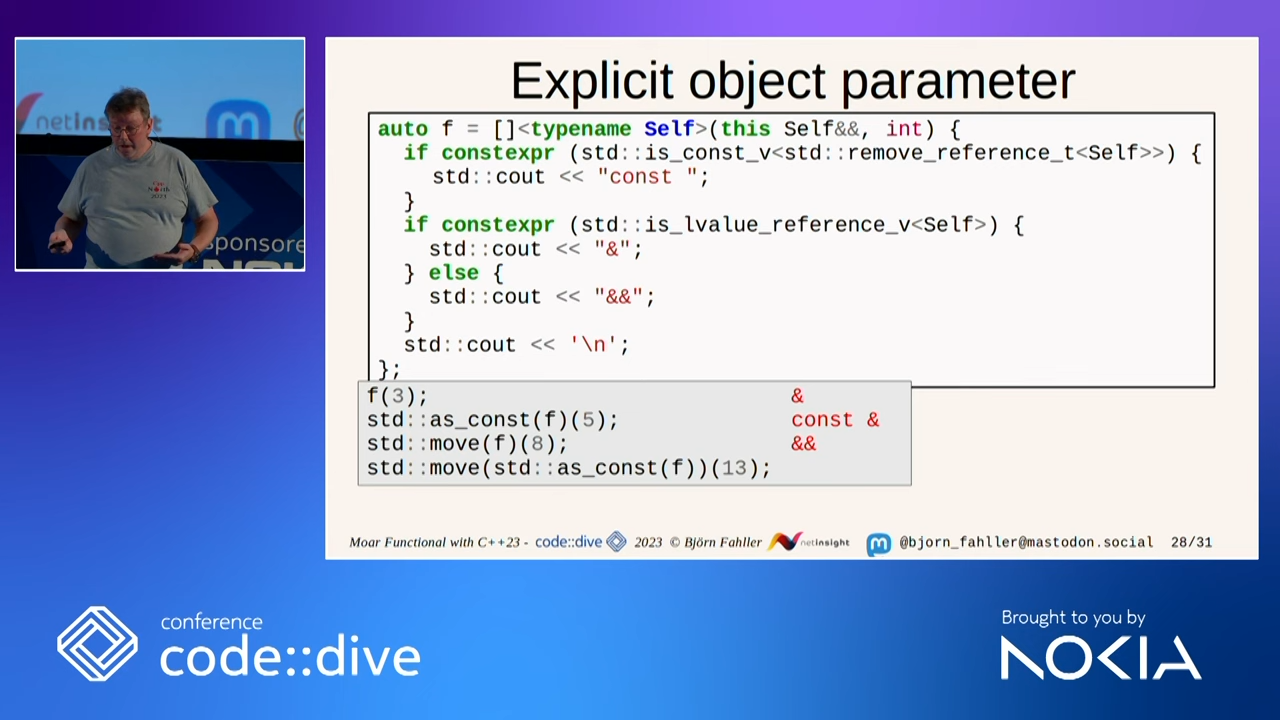 netins
m
sponsore
Explicit object parameter
auto f = []<typename Self>(this Self&&, int) {
if constexpr (std::is_const_v<std::remove_reference_t<Self>>) {
std::cout << "const ";
}
if constexpr (std::is_lvalue_reference_v<Self>) {
std::cout << "&";
} else {
std::cout << "&&";
}
std::cout << '\n';
};
f(3); &
std::as_const(f)(5); const &
std::move(f)(8); &&
std::move(std::as_const(f))(13);
Moar Functional with C++23 - code::dive 2023 © Björn Fahller netinsight m @bjorn_fahller@mastodon.social 28/31
conference
code::dive
Brought to you by
NOKIA